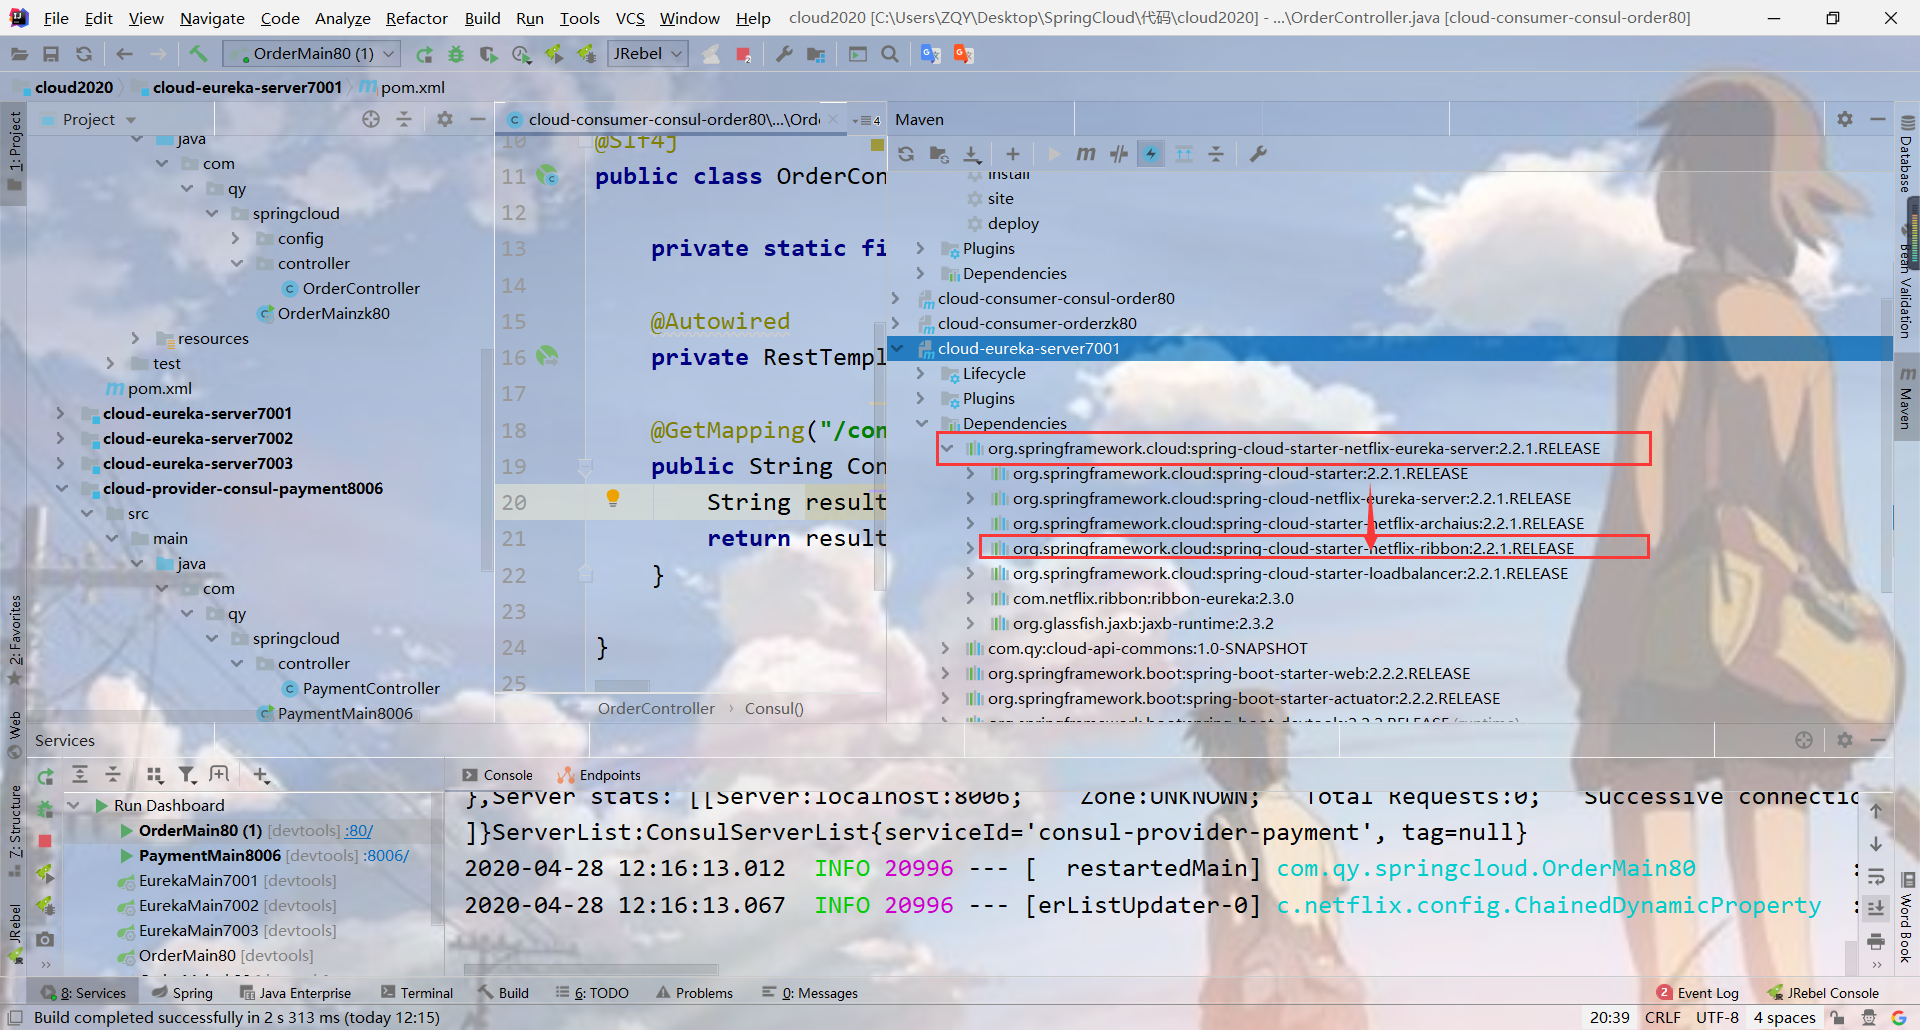 File Edit View Navigate Code Analyze Refactor Build Run Tools VCS Window Help cloud2020 [C:\Users\ZQY\Desktop\SpringCloud\代码\cloud2020] - ...\OrderController.java [cloud-consumer-consul-order80]
OrderMain80 (1) JRebel
cloud2020 cloud-eureka-server7001 pom.xml
1: Project
2: Favorites
Web
7: Structure
JRebel
Project
java
com
qy
springcloud
config
controller
OrderController
OrderMainzk80
resources
test
pom.xml
cloud-eureka-server7001
cloud-eureka-server7002
cloud-eureka-server7003
cloud-provider-consul-payment8006
src
main
java
com
qy
springcloud
controller
PaymentController
PaymentMain8006
cloud-consumer-consul-order80\...\Orde 4
10 @Slf4j
11 public class OrderCon
12
13 private static fi
14
15 @Autowired
16 private RestTempl
17
18 @GetMapping("/con
19 public String Con
20 String result
21 return result
22 }
23
24 }
25
OrderController Consul()
Maven
install
site
deploy
Plugins
Dependencies
cloud-consumer-consul-order80
cloud-consumer-orderzk80
cloud-eureka-server7001
Lifecycle
Plugins
Dependencies
org.springframework.cloud:spring-cloud-starter-netflix-eureka-server:2.2.1.RELEASE
org.springframework.cloud:spring-cloud-starter:2.2.1.RELEASE
org.springframework.cloud:spring-cloud-netflix-eureka-server:2.2.1.RELEASE
org.springframework.cloud:spring-cloud-starter-netflix-archaius:2.2.1.RELEASE
org.springframework.cloud:spring-cloud-starter-netflix-ribbon:2.2.1.RELEASE
org.springframework.cloud:spring-cloud-starter-loadbalancer:2.2.1.RELEASE
com.netflix.ribbon:ribbon-eureka:2.3.0
org.glassfish.jaxb:jaxb-runtime:2.3.2
com.qy:cloud-api-commons:1.0-SNAPSHOT
org.springframework.boot:spring-boot-starter-web:2.2.2.RELEASE
org.springframework.boot:spring-boot-starter-actuator:2.2.2.RELEASE
org.springframework.boot:spring-boot-devtools:2.2.2.RELEASE (runtime)
Database
Bean Validation
Maven
Word Book
Services
Run Dashboard
OrderMain80 (1) [devtools] :80/
PaymentMain8006 [devtools] :8006/
EurekaMain7001 [devtools]
EurekaMain7002 [devtools]
EurekaMain7003 [devtools]
OrderMain80 [devtools]
Console Endpoints
},Server stats: [[Server:localhost:8006; Zone:UNKNOWN; Total Requests:0; Successive connectio
]}ServerList:ConsulServerList{serviceId='consul-provider-payment', tag=null}
2020-04-28 12:16:13.012 INFO 20996 --- [ restartedMain] com.qy.springcloud.OrderMain80 :
2020-04-28 12:16:13.067 INFO 20996 --- [erListUpdater-0] c.netflix.config.ChainedDynamicProperty :
8: Services Spring Java Enterprise Terminal Build 6: TODO Problems 0: Messages 2 Event Log JRebel Console
Build completed successfully in 2 s 313 ms (today 12:15) 20:39 CRLF UTF-8 4 spaces